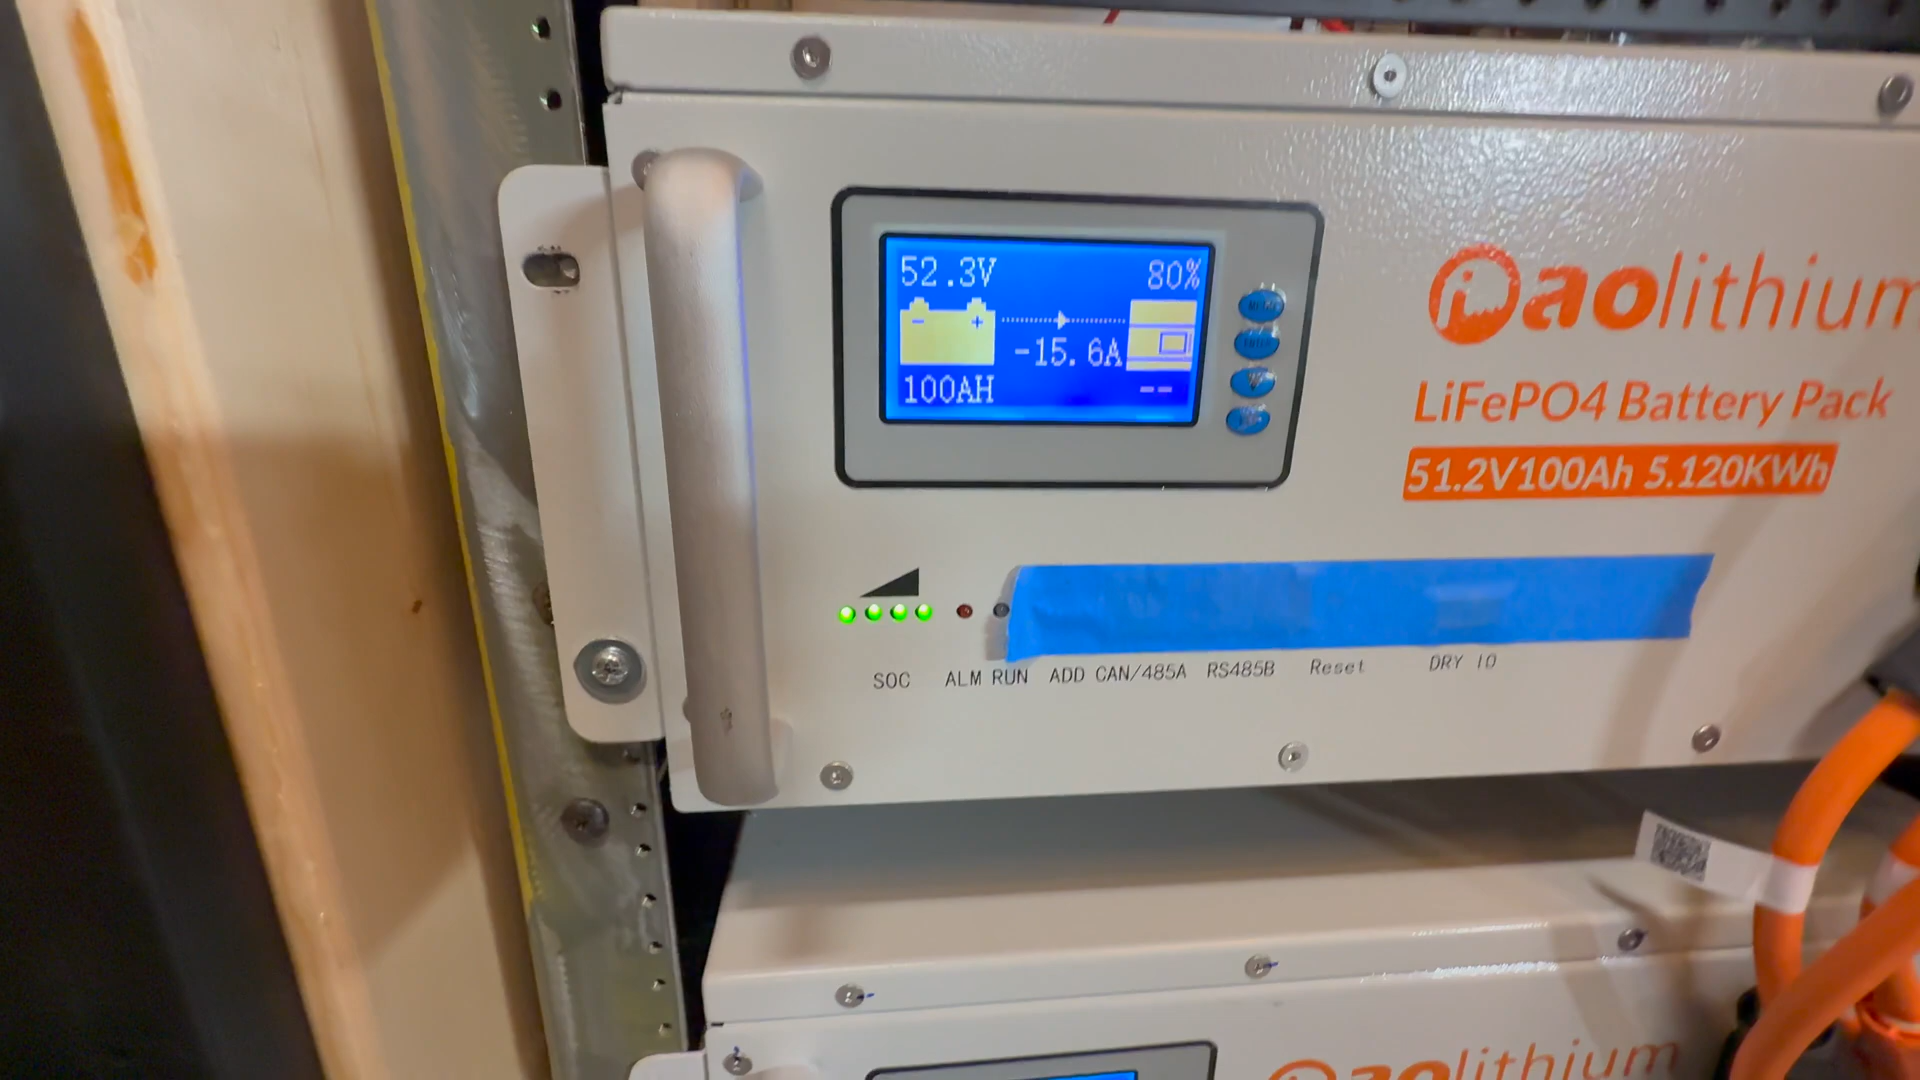 52.3V 80%
- +
-15.6A
100AH --
aolithium
LiFePO4 Battery Pack
51.2V100Ah 5.120KWh
SOC ALM RUN ADD CAN/485A RS485B Reset DRY IO
aolithium